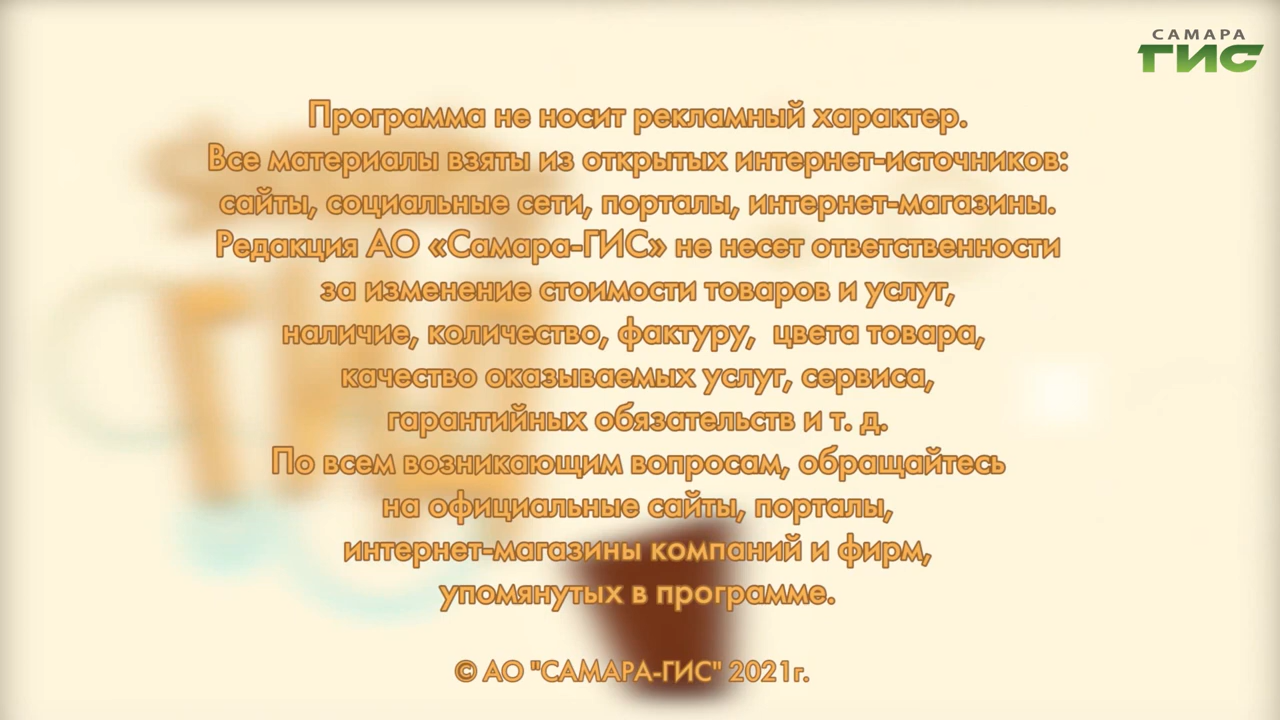 САМАРА
ГИС
Программа не носит рекламный характер.
Все материалы взяты из открытых интернет-источников:
сайты, социальные сети, порталы, интернет-магазины.
Редакция АО «Самара-ГИС» не несет ответственности
за изменение стоимости товаров и услуг,
наличие, количество, фактуру, цвета товара,
качество оказываемых услуг, сервиса,
гарантийных обязательств и т. д.
По всем возникающим вопросам, обращайтесь
на официальные сайты, порталы,
интернет-магазины компаний и фирм,
упомянутых в программе.
© АО "САМАРА-ГИС" 2021г.